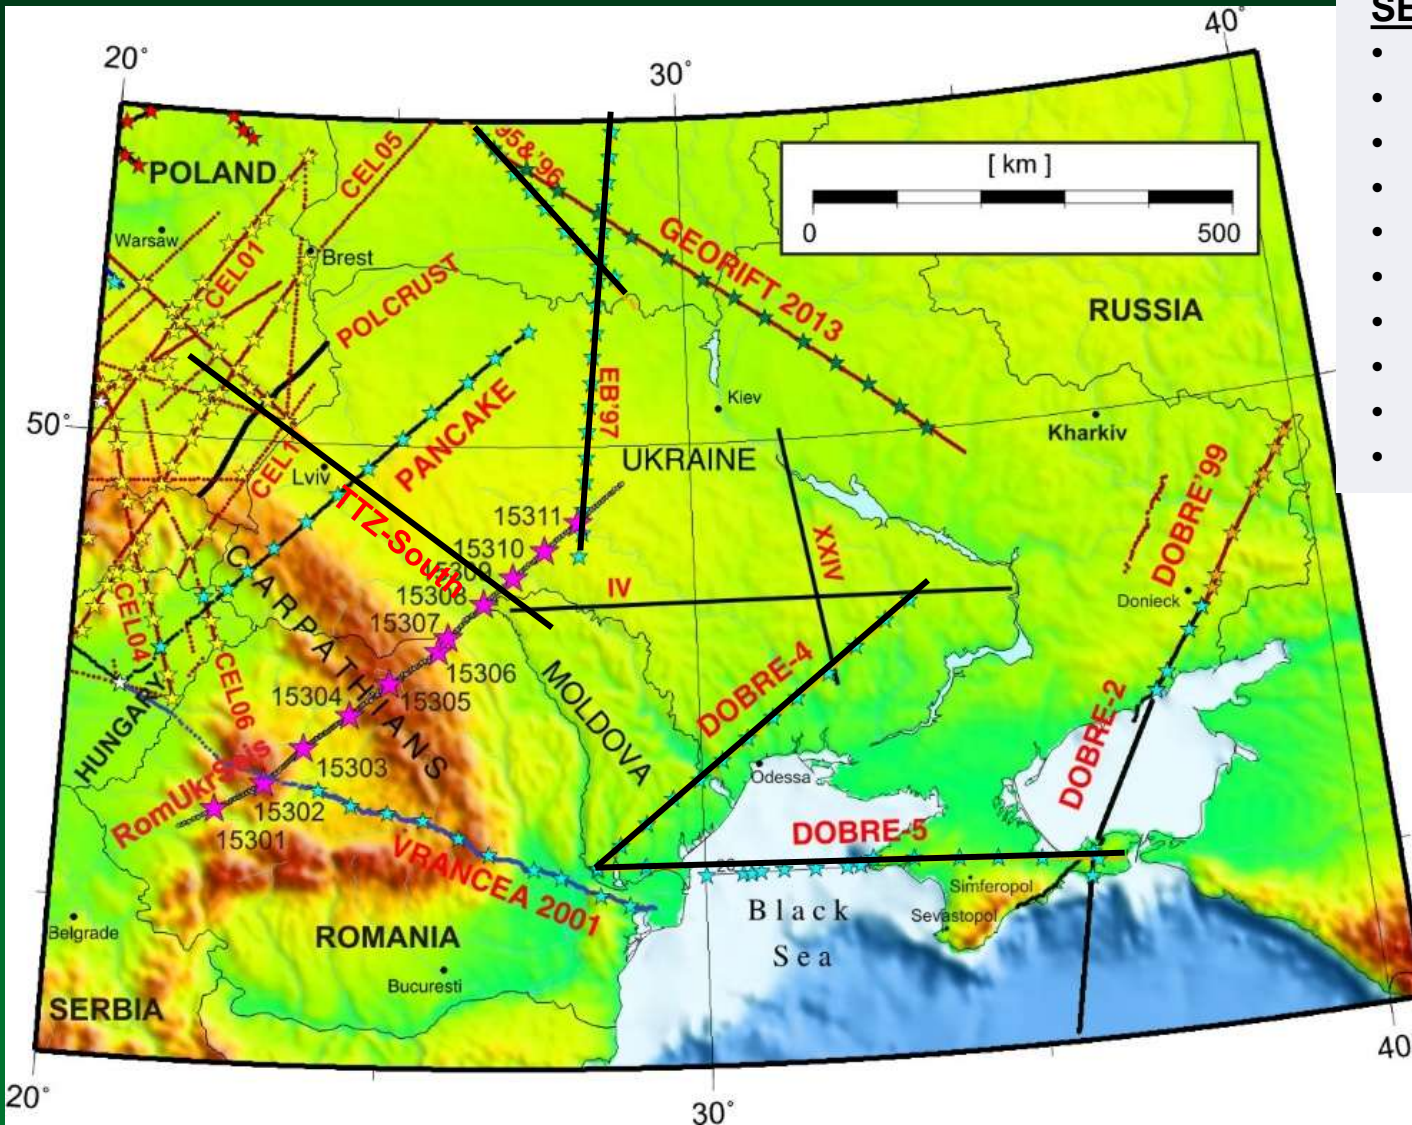 SE
•
•
•
•
•
•
•
•
•
•
20°
30°
40°
[ km ]
0
500
POLAND
CEL05
95&'96
Warsaw
CEL01
Brest
POLCRUST
GEORIFT 2013
RUSSIA
PANCAKE
EB'97
Kiev
50°
Kharkiv
UKRAINE
Lviv
CEL1
DOBRE'99
TTZ-South
15311
15310
15309
15308
15307
15306
15305
15304
15303
15302
15301
IV
XXIV
Donieck
CARPATHIANS
CEL04
CEL06
HUNGARY
MOLDOVA
DOBRE-4
DOBRE-2
Odessa
RomUkrSeis
VRANCEA 2001
DOBRE-5
Simferopol
Sevastopol
Black
Sea
Belgrade
ROMANIA
Bucuresti
SERBIA
20°
30°
40